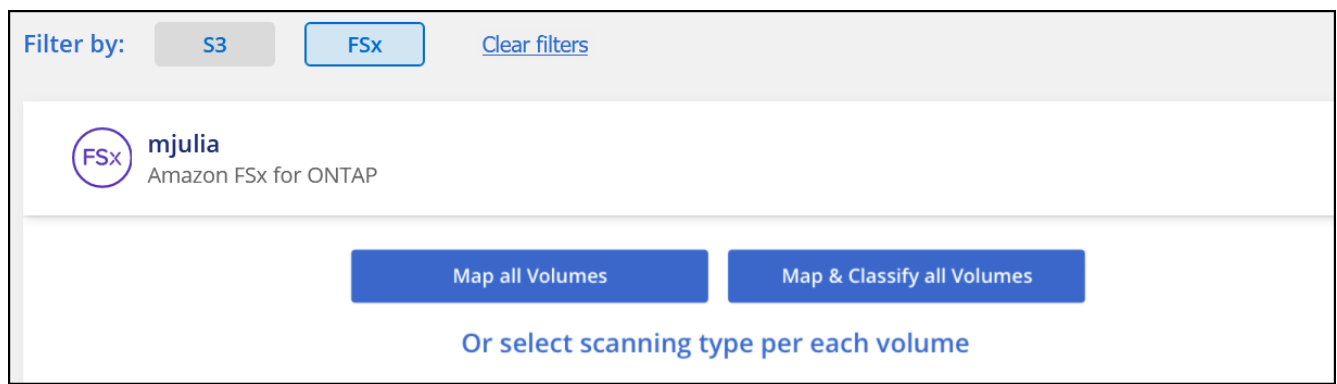 Filter by: S3 FSx Clear filters
FSx mjulia
Amazon FSx for ONTAP
Map all Volumes Map & Classify all Volumes
Or select scanning type per each volume